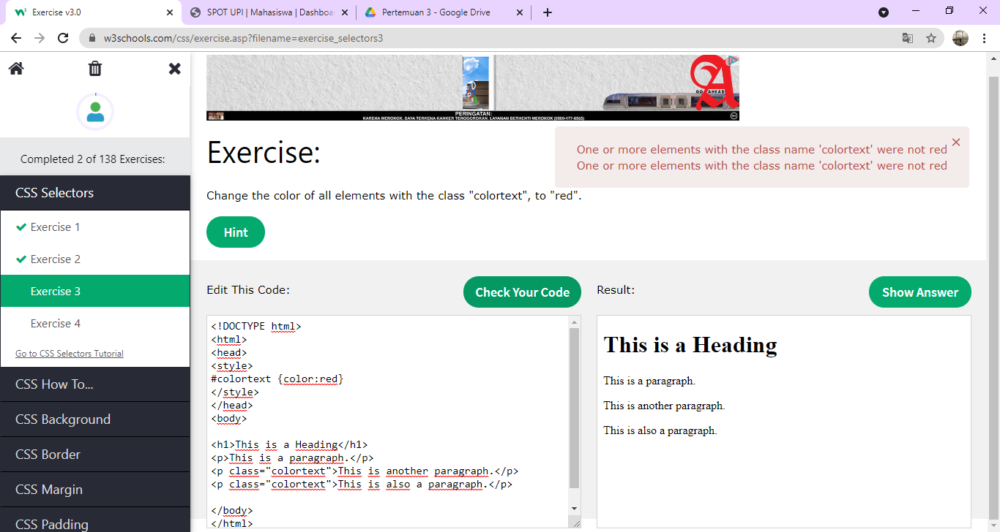 Exercise v3.0
SPOT UPI | Mahasiswa | Dashboa
Pertemuan 3 - Google Drive
w3schools.com/css/exercise.asp?filename=exercise_selectors3
GO AHEAD
PERINGATAN:
KARENA MEROKOK, SAYA TERKENA KANKER TENGGOROKAN. LAYANAN BERHENTI MEROKOK (0800-177-6565)
18+
Completed 2 of 138 Exercises:
CSS Selectors
Exercise 1
Exercise 2
Exercise 3
Exercise 4
Go to CSS Selectors Tutorial
CSS How To...
CSS Background
CSS Border
CSS Margin
CSS Padding
Exercise:
One or more elements with the class name 'colortext' were not red
One or more elements with the class name 'colortext' were not red
Change the color of all elements with the class "colortext", to "red".
Hint
Edit This Code:
Check Your Code
<!DOCTYPE html>
<html>
<head>
<style>
#colortext {color:red}
</style>
</head>
<body>
<h1>This is a Heading</h1>
<p>This is a paragraph.</p>
<p class="colortext">This is another paragraph.</p>
<p class="colortext">This is also a paragraph.</p>
</body>
</html>
Result:
Show Answer
This is a Heading
This is a paragraph.
This is another paragraph.
This is also a paragraph.